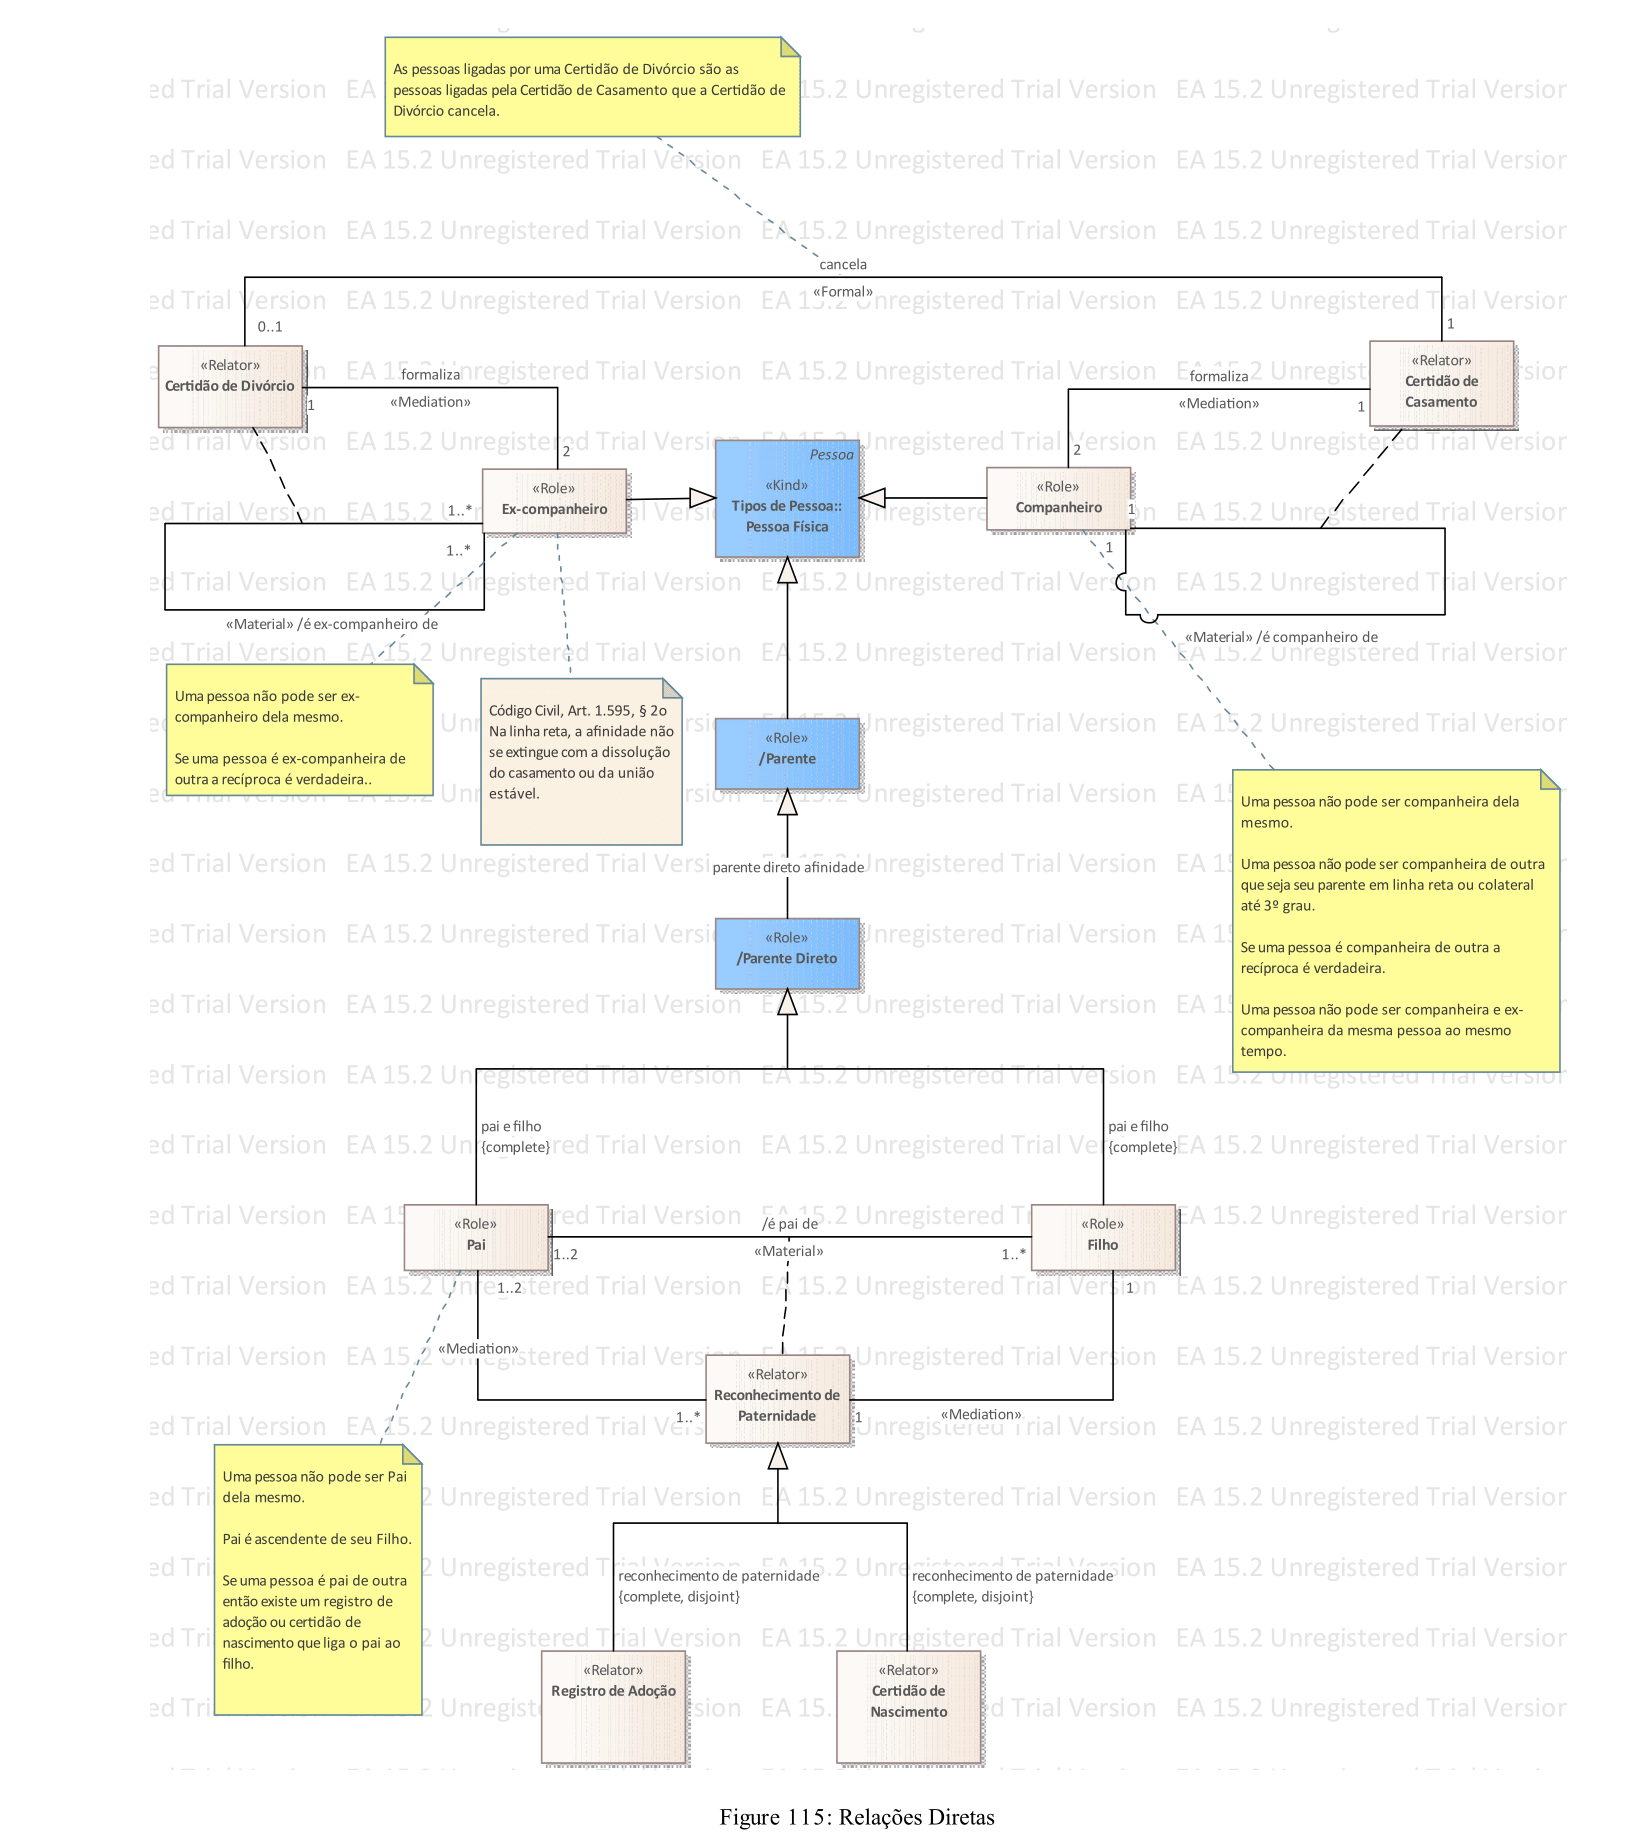 As pessoas ligadas por uma Certidão de Divórcio são as
pessoas ligadas pela Certidão de Casamento que a Certidão de
Divórcio cancela.
cancela
«Formal»
0..1
1
«Relator»
Certidão de Divórcio
formaliza
«Mediation»
1
2
formaliza
«Mediation»
1
2
«Relator»
Certidão de
Casamento
«Role»
Ex-companheiro
1..*
1..*
«Material» /é ex-companheiro de
Pessoa
«Kind»
Tipos de Pessoa::
Pessoa Física
«Role»
Companheiro
1
1
«Material» /é companheiro de
Uma pessoa não pode ser ex-
companheiro dela mesmo.
Se uma pessoa é ex-companheira de
outra a recíproca é verdadeira..
Código Civil, Art. 1.595, § 2o
Na linha reta, a afinidade não
se extingue com a dissolução
do casamento ou da união
estável.
«Role»
/Parente
parente direto afinidade
«Role»
/Parente Direto
Uma pessoa não pode ser companheira dela
mesmo.
Uma pessoa não pode ser companheira de outra
que seja seu parente em linha reta ou colateral
até 3º grau.
Se uma pessoa é companheira de outra a
recíproca é verdadeira.
Uma pessoa não pode ser companheira e ex-
companheira da mesma pessoa ao mesmo
tempo.
pai e filho
{complete}
pai e filho
{complete}
«Role»
Pai
/é pai de
«Material»
1..2
1..*
«Role»
Filho
1..2
1
«Mediation»
«Relator»
Reconhecimento de
Paternidade
1..*
1
«Mediation»
Uma pessoa não pode ser Pai
dela mesmo.
Pai é ascendente de seu Filho.
Se uma pessoa é pai de outra
então existe um registro de
adoção ou certidão de
nascimento que liga o pai ao
filho.
reconhecimento de paternidade
{complete, disjoint}
reconhecimento de paternidade
{complete, disjoint}
«Relator»
Registro de Adoção
«Relator»
Certidão de
Nascimento
EA 15.2 Unregistered Trial Version
Figure 115: Relações Diretas